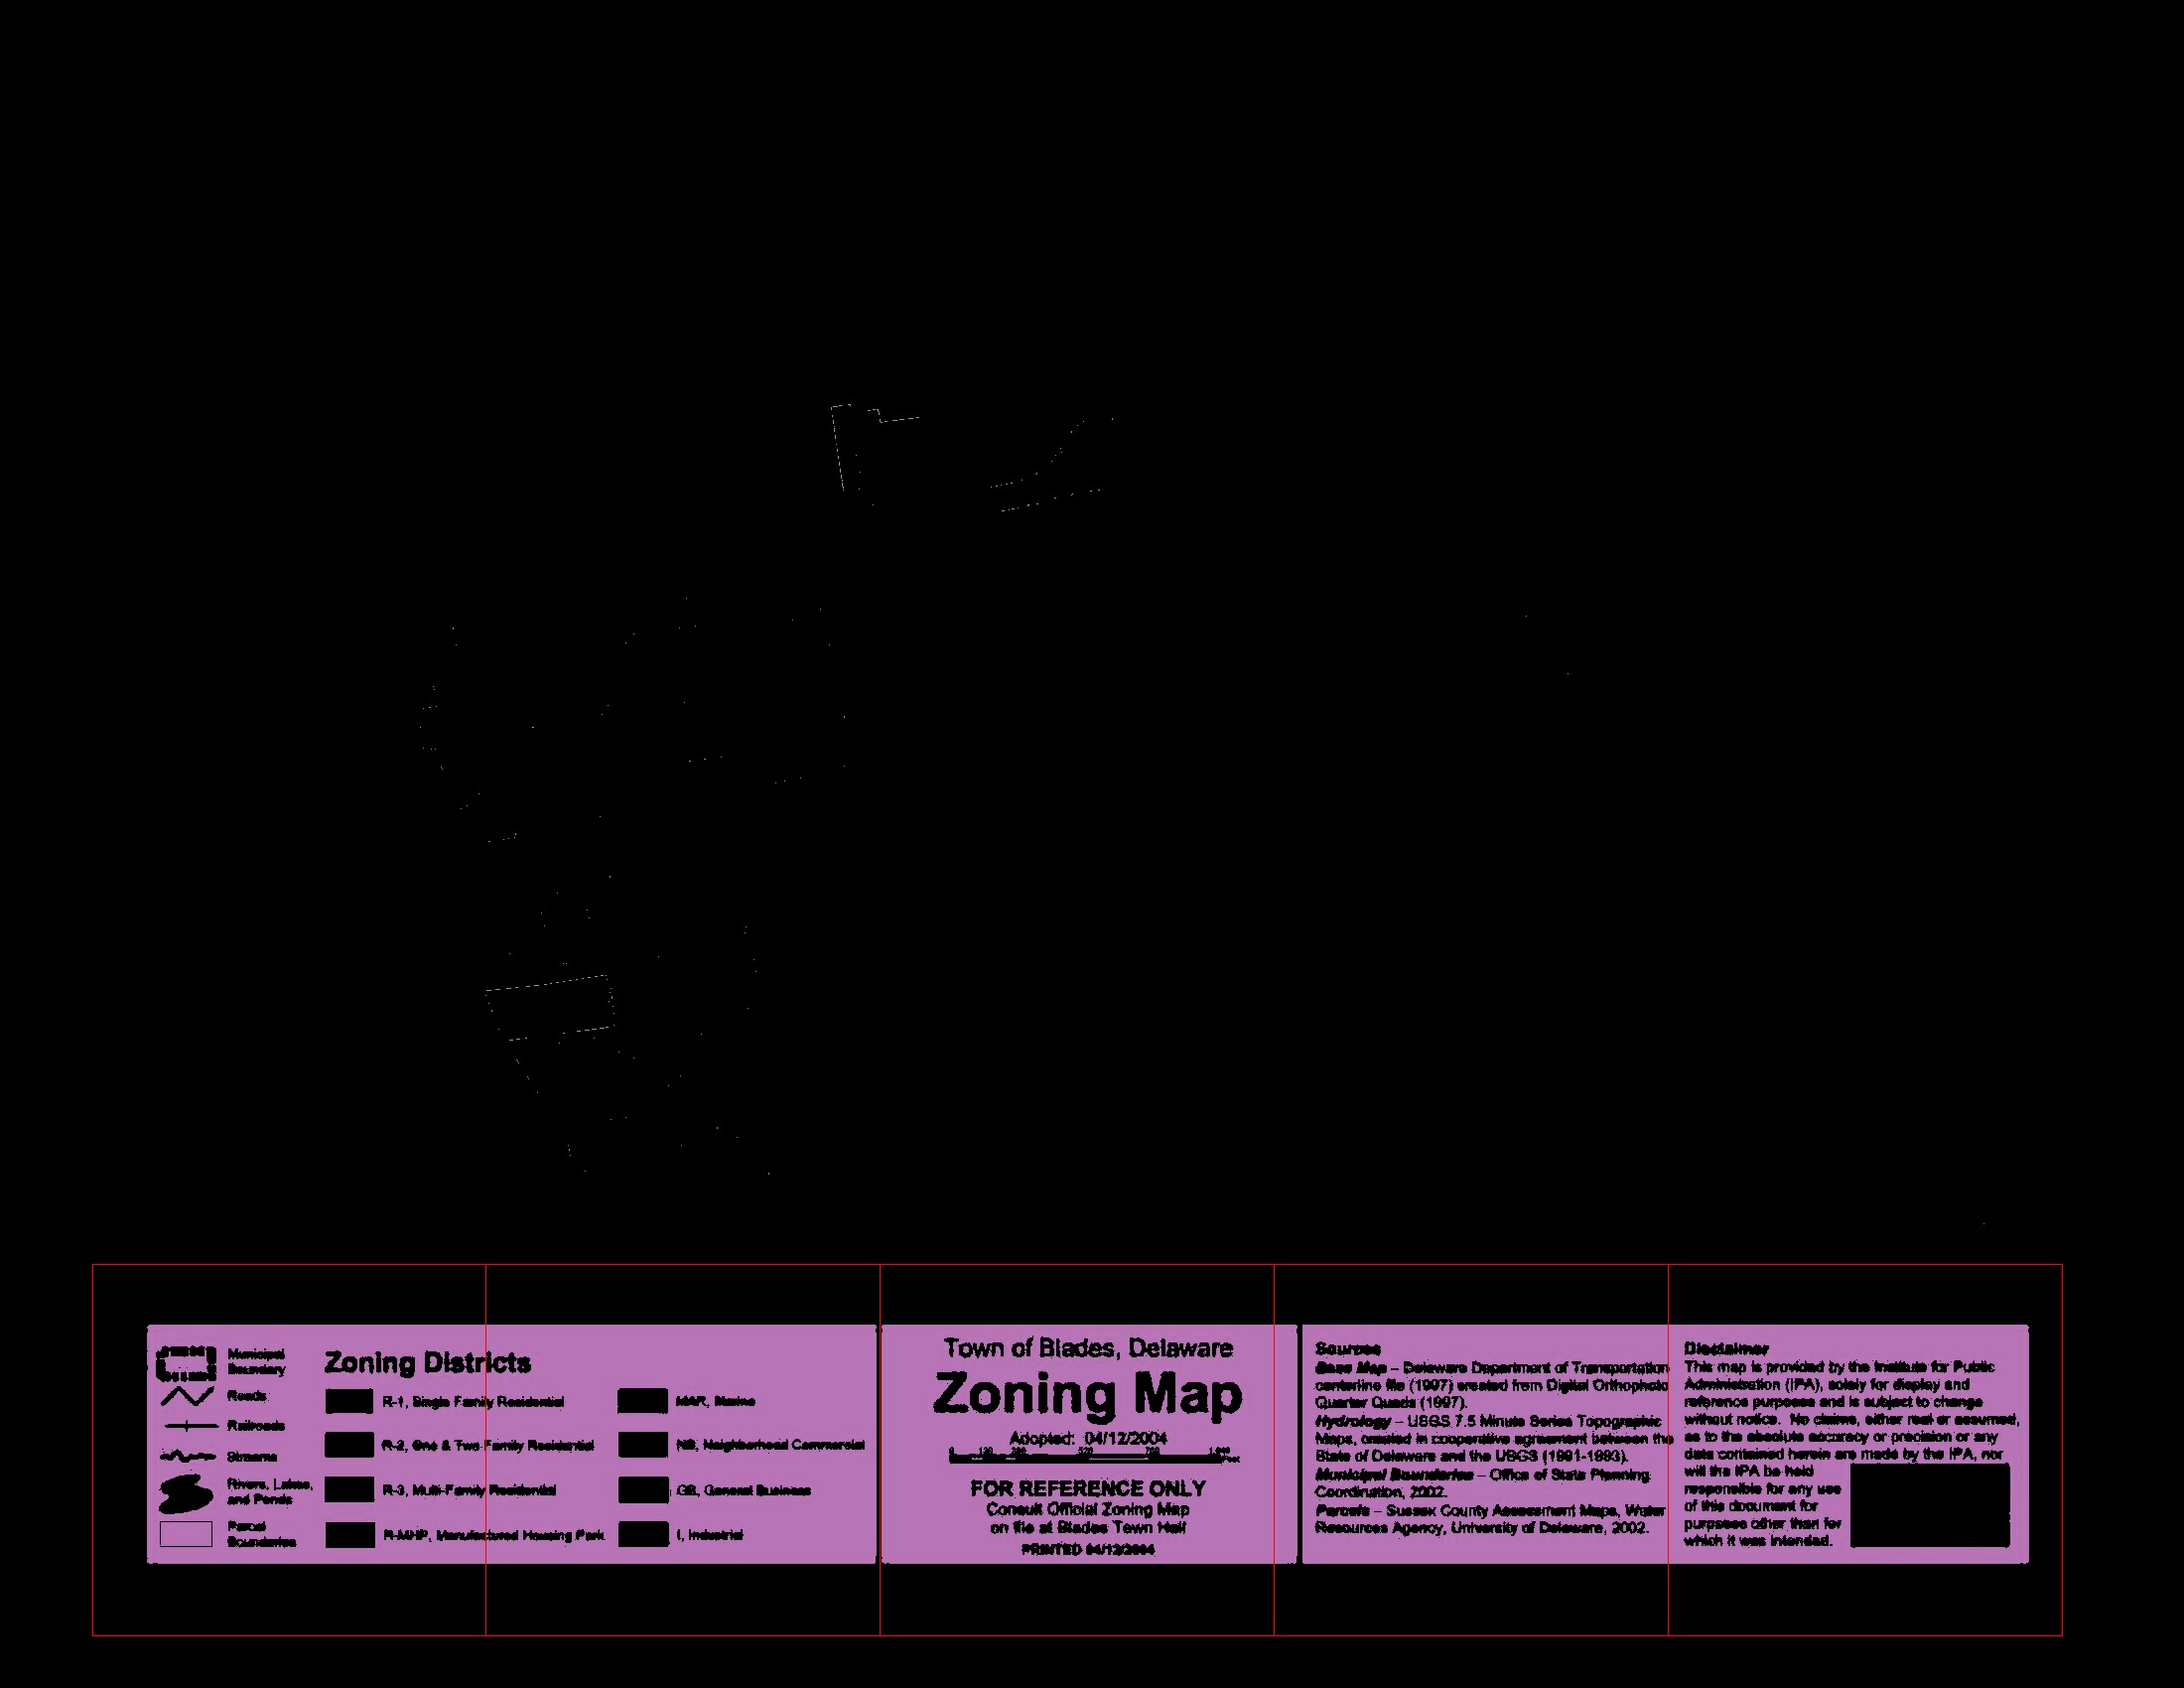 Municipal
Boundary
Roads
Railroads
Streams
Rivers, Lakes,
and Ponds
Parcel
Boundaries
Zoning Districts
R-1, Single Family Residential
R-2, One & Two-Family Residential
R-3, Multi-Family Residential
R-MHP, Manufactured Housing Park
MAR, Marine
NB, Neighborhood Commercial
GB, General Business
I, Industrial
Town of Blades, Delaware
Zoning Map
Adopted: 04/12/2004
FOR REFERENCE ONLY
Consult Official Zoning Map
on file at Blades Town Hall
PRINTED 04/12/2004
Sources
Base Map – Delaware Department of Transportation
centerline file (1997) created from Digital Orthophoto
Quarter Quads (1997).
Hydrology – USGS 7.5 Minute Series Topographic
Maps, created in cooperative agreement between the
State of Delaware and the USGS (1991-1993).
Municipal Boundaries – Office of State Planning
Coordination, 2002.
Parcels – Sussex County Assessment Maps, Water
Resources Agency, University of Delaware, 2002.
Disclaimer
This map is provided by the Institute for Public
Administration (IPA), solely for display and
reference purposes and is subject to change
without notice. No claims, either real or assumed,
as to the absolute accuracy or precision or any
data contained herein are made by the IPA, nor
will the IPA be held
responsible for any use
of this document for
purposes other than for
which it was intended.